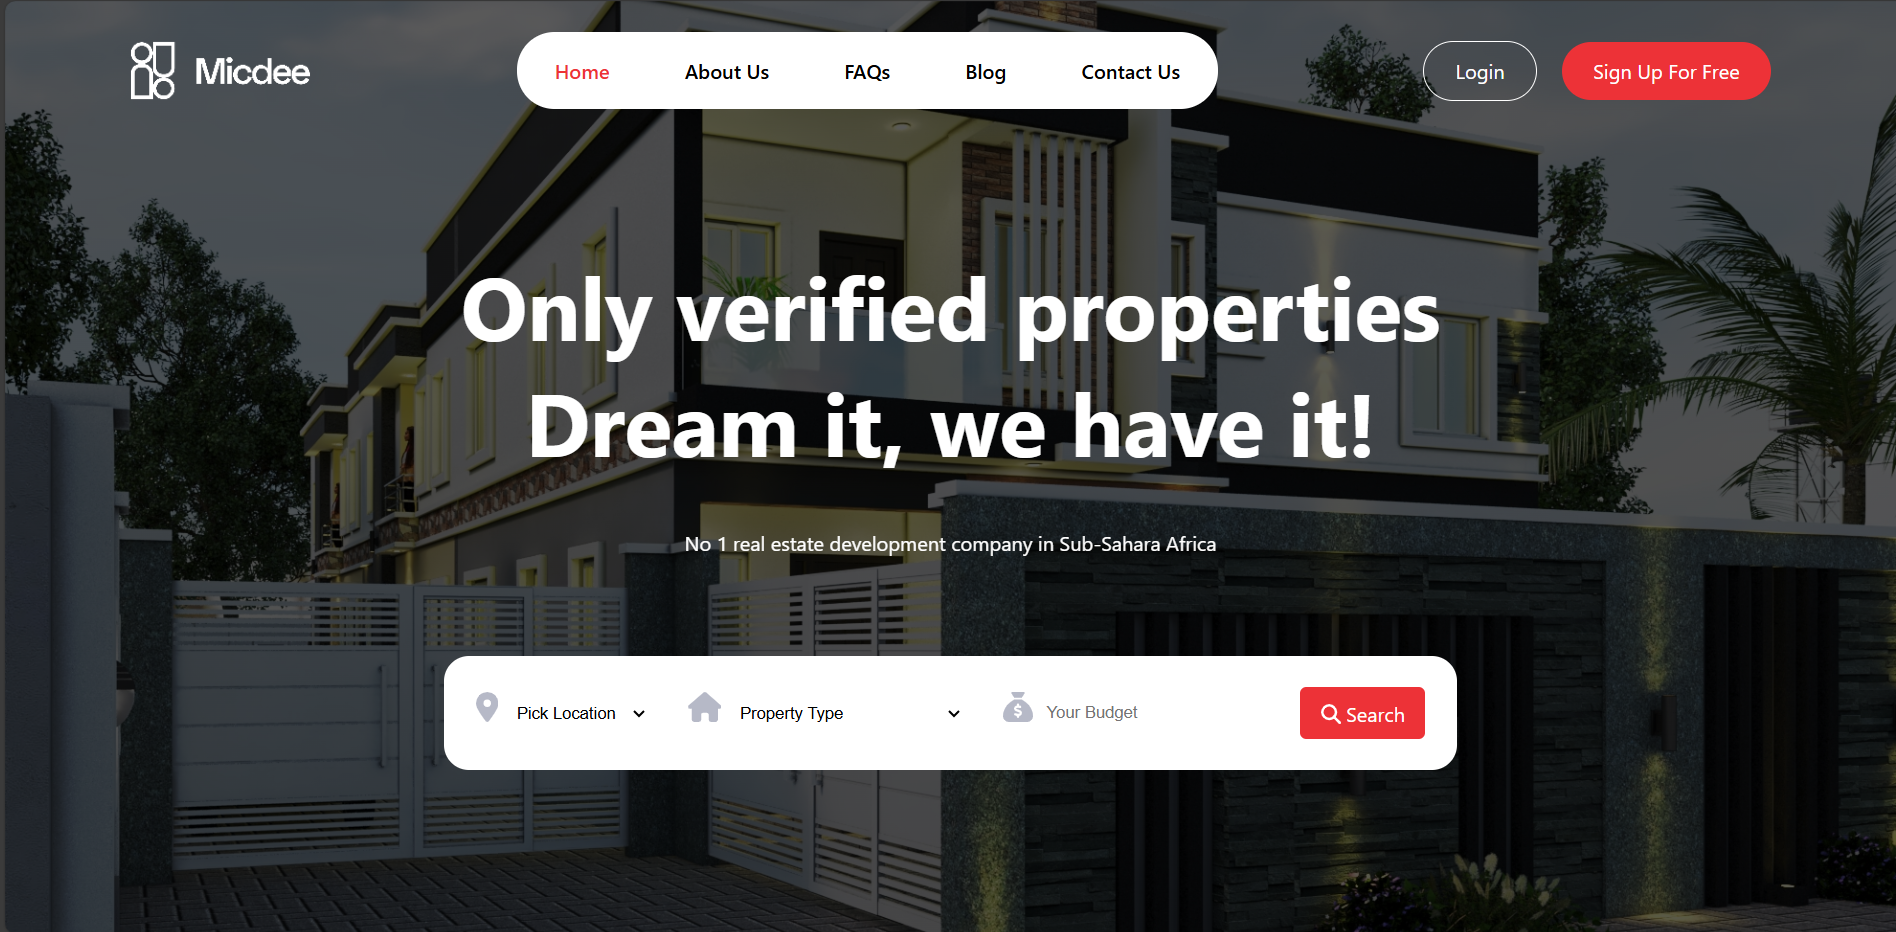 Micdee
Home
About Us
FAQs
Blog
Contact Us
Login
Sign Up For Free
Only verified properties
Dream it, we have it!
No 1 real estate development company in Sub-Sahara Africa
Pick Location
Property Type
$
Your Budget
Search